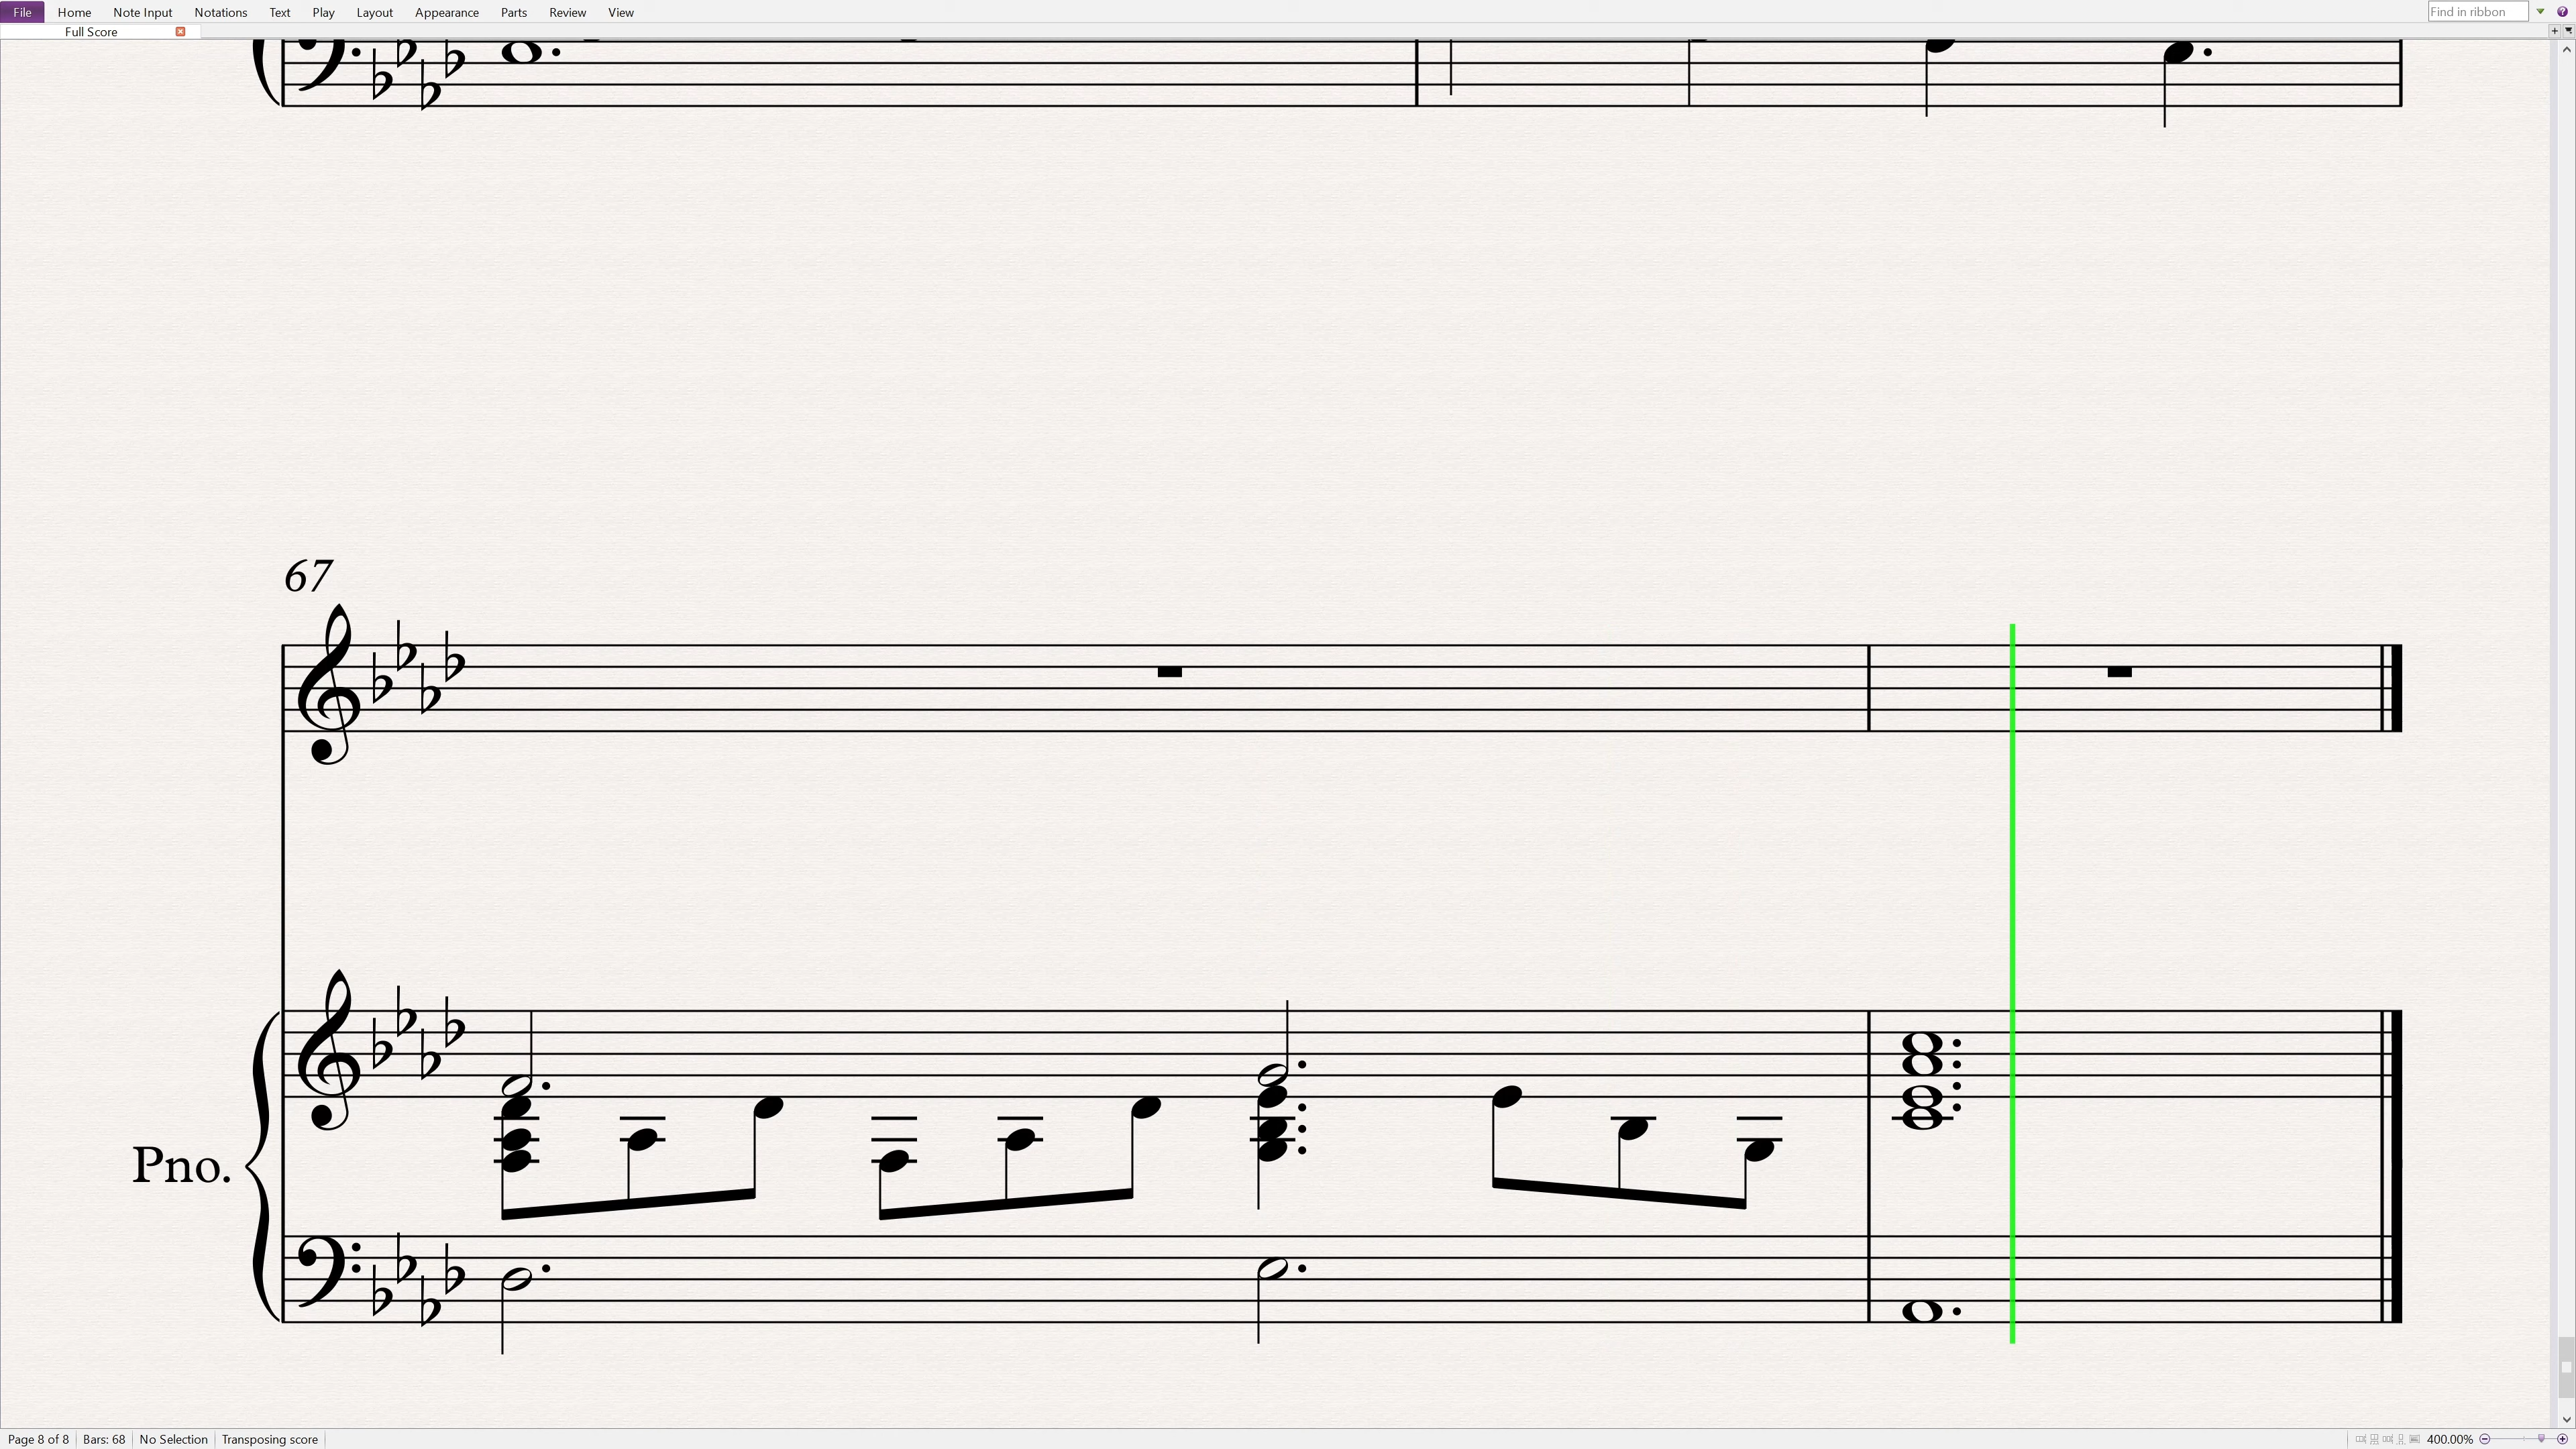 File Home Note Input Notations Text Play Layout Appearance Parts Review View Find in ribbon
Full Score
67
Pno.
Page 8 of 8 Bars: 68 No Selection Transposing score 400.00%